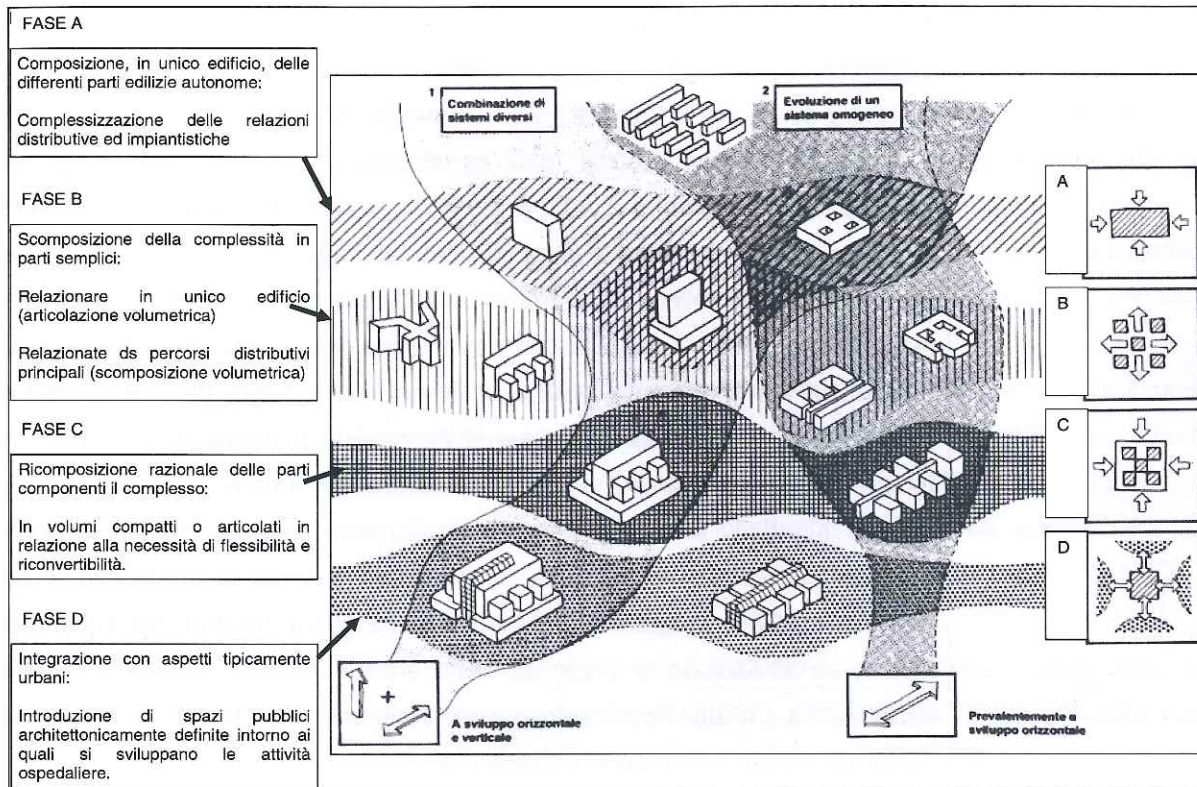 FASE A
Composizione, in unico edificio, delle
differenti parti edilizie autonome:
Complessizzazione delle relazioni
distributive ed impiantistiche
FASE B
Scomposizione della complessità in
parti semplici:
Relazionare in unico edificio
(articolazione volumetrica)
Relazionate ds percorsi distributivi
principali (scomposizione volumetrica)
FASE C
Ricomposizione razionale delle parti
componenti il complesso:
In volumi compatti o articolati in
relazione alla necessità di flessibilità e
riconvertibilità.
FASE D
Integrazione con aspetti tipicamente
urbani:
Introduzione di spazi pubblici
architettonicamente definite intorno ai
quali si sviluppano le attività
ospedaliere.
1
Combinazione di
sistemi diversi
2
Evoluzione di un
sistema omogeneo
A
B
C
D
+
A sviluppo orizzontale
e verticale
Prevalentemente a
sviluppo orizzontale